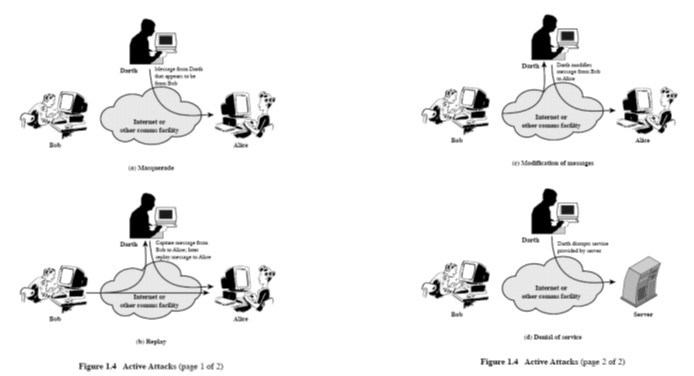 Darth
Message from Darth
that appears to be
from Bob
Internet or
other comms facility
Bob
Alice
(a) Masquerade
Darth
Capture message from
Bob to Alice; later
replay message to Alice
Internet or
other comms facility
Bob
Alice
(b) Replay
Figure 1.4 Active Attacks (page 1 of 2)
Darth
Darth modifies
message from Bob
to Alice
Internet or
other comms facility
Bob
Alice
(c) Modification of messages
Darth
Darth disrupts service
provided by server
Internet or
other comms facility
Bob
Server
(d) Denial of service
Figure 1.4 Active Attacks (page 2 of 2)